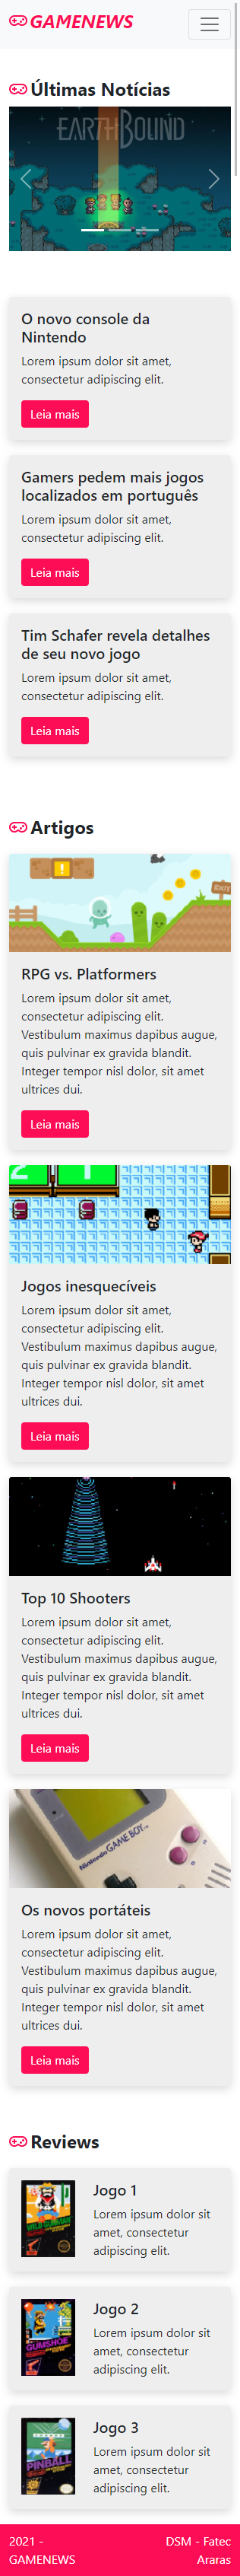 GAMENEWS
Últimas Notícias
EARTHBOUND
O novo console da
Nintendo
Lorem ipsum dolor sit amet,
consectetur adipiscing elit.
Leia mais
Gamers pedem mais jogos
localizados em português
Lorem ipsum dolor sit amet,
consectetur adipiscing elit.
Leia mais
Tim Schafer revela detalhes
de seu novo jogo
Lorem ipsum dolor sit amet,
consectetur adipiscing elit.
Leia mais
Artigos
!
EXIT
RPG vs. Platformers
Lorem ipsum dolor sit amet,
consectetur adipiscing elit.
Vestibulum maximus dapibus augue,
quis pulvinar ex gravida blandit.
Integer tempor nisl dolor, sit amet
ultrices dui.
Leia mais
2 1
Jogos inesquecíveis
Lorem ipsum dolor sit amet,
consectetur adipiscing elit.
Vestibulum maximus dapibus augue,
quis pulvinar ex gravida blandit.
Integer tempor nisl dolor, sit amet
ultrices dui.
Leia mais
Top 10 Shooters
Lorem ipsum dolor sit amet,
consectetur adipiscing elit.
Vestibulum maximus dapibus augue,
quis pulvinar ex gravida blandit.
Integer tempor nisl dolor, sit amet
ultrices dui.
Leia mais
Nintendo GAME BOY
Os novos portáteis
Lorem ipsum dolor sit amet,
consectetur adipiscing elit.
Vestibulum maximus dapibus augue,
quis pulvinar ex gravida blandit.
Integer tempor nisl dolor, sit amet
ultrices dui.
Leia mais
Reviews
WILD GUNMAN
Jogo 1
Lorem ipsum dolor sit
amet, consectetur
adipiscing elit.
GUMSHOE
Jogo 2
Lorem ipsum dolor sit
amet, consectetur
adipiscing elit.
PINBALL
Jogo 3
Lorem ipsum dolor sit
amet, consectetur
adipiscing elit.
2021 -
GAMENEWS
DSM - Fatec
Araras